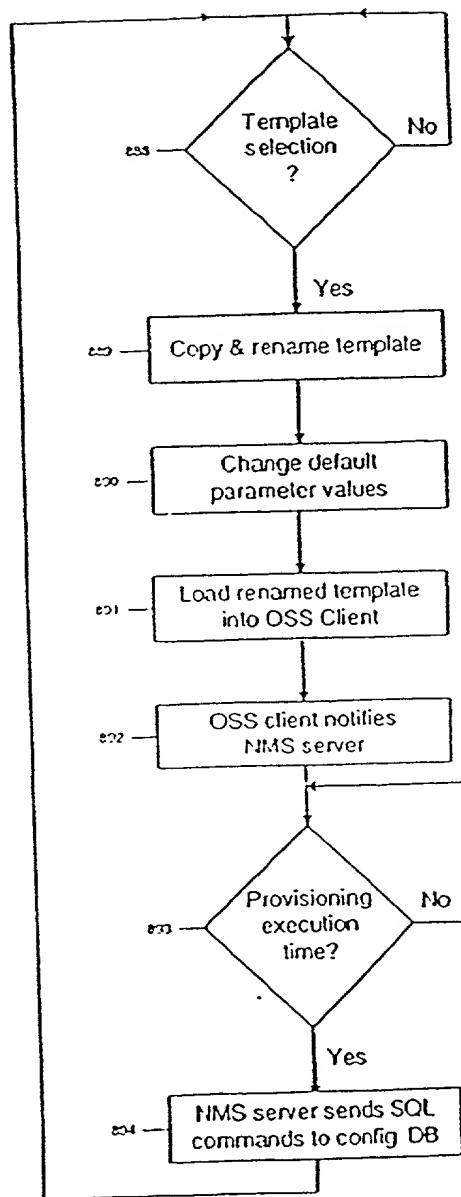 Template
selection
?
No
Yes
Copy & rename template
Change default
parameter values
Load renamed template
into OSS Client
OSS client notifies
NMS server
Provisioning
execution
time?
No
Yes
NMS server sends SQL
commands to config DB